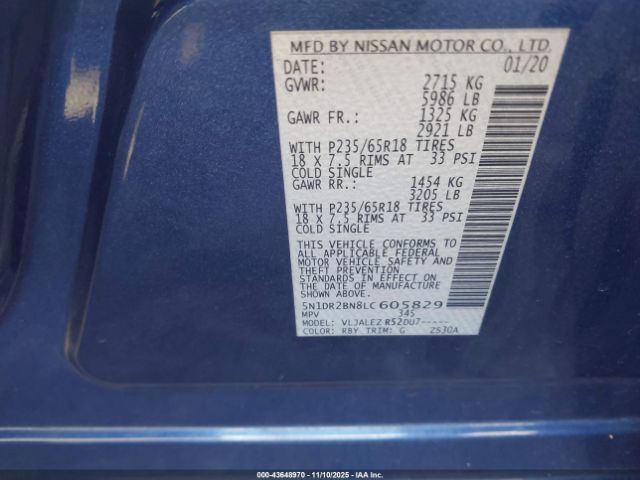 MFD BY NISSAN MOTOR CO., LTD.
DATE: 01/20
GVWR: 2715 KG
5986 LB
GAWR FR.: 1325 KG
2921 LB
WITH P235/65R18 TIRES
18 X 7.5 RIMS AT 33 PSI
COLD SINGLE
GAWR RR.: 1454 KG
3205 LB
WITH P235/65R18 TIRES
18 X 7.5 RIMS AT 33 PSI
COLD SINGLE
THIS VEHICLE CONFORMS TO
ALL APPLICABLE FEDERAL
MOTOR VEHICLE SAFETY AND
THEFT PREVENTION
STANDARDS IN EFFECT ON
THE DATE OF MANUFACTURE
SHOWN ABOVE.
5N1DR2BN8LC605829
MPV 345
MODEL: VLJALEZ R52DU7-----
COLOR: RBY TRIM: G Z530A
000-43648970 - 11/10/2025 - IAA Inc.